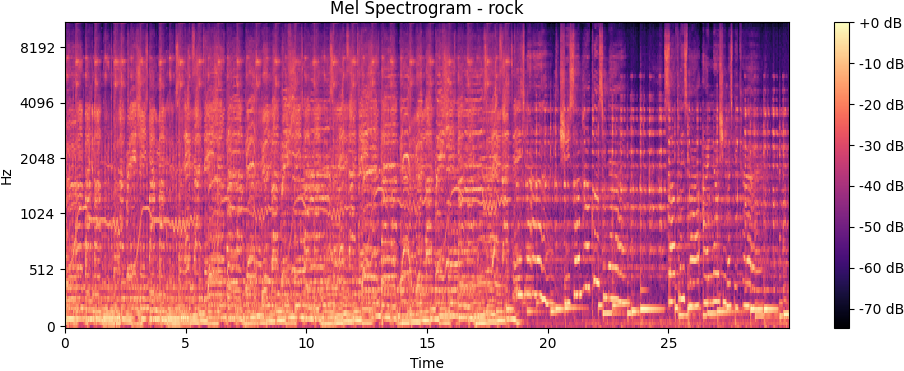 Mel Spectrogram - rock
Hz
8192
4096
2048
1024
512
0
0 5 10 15 20 25
Time
+0 dB
-10 dB
-20 dB
-30 dB
-40 dB
-50 dB
-60 dB
-70 dB